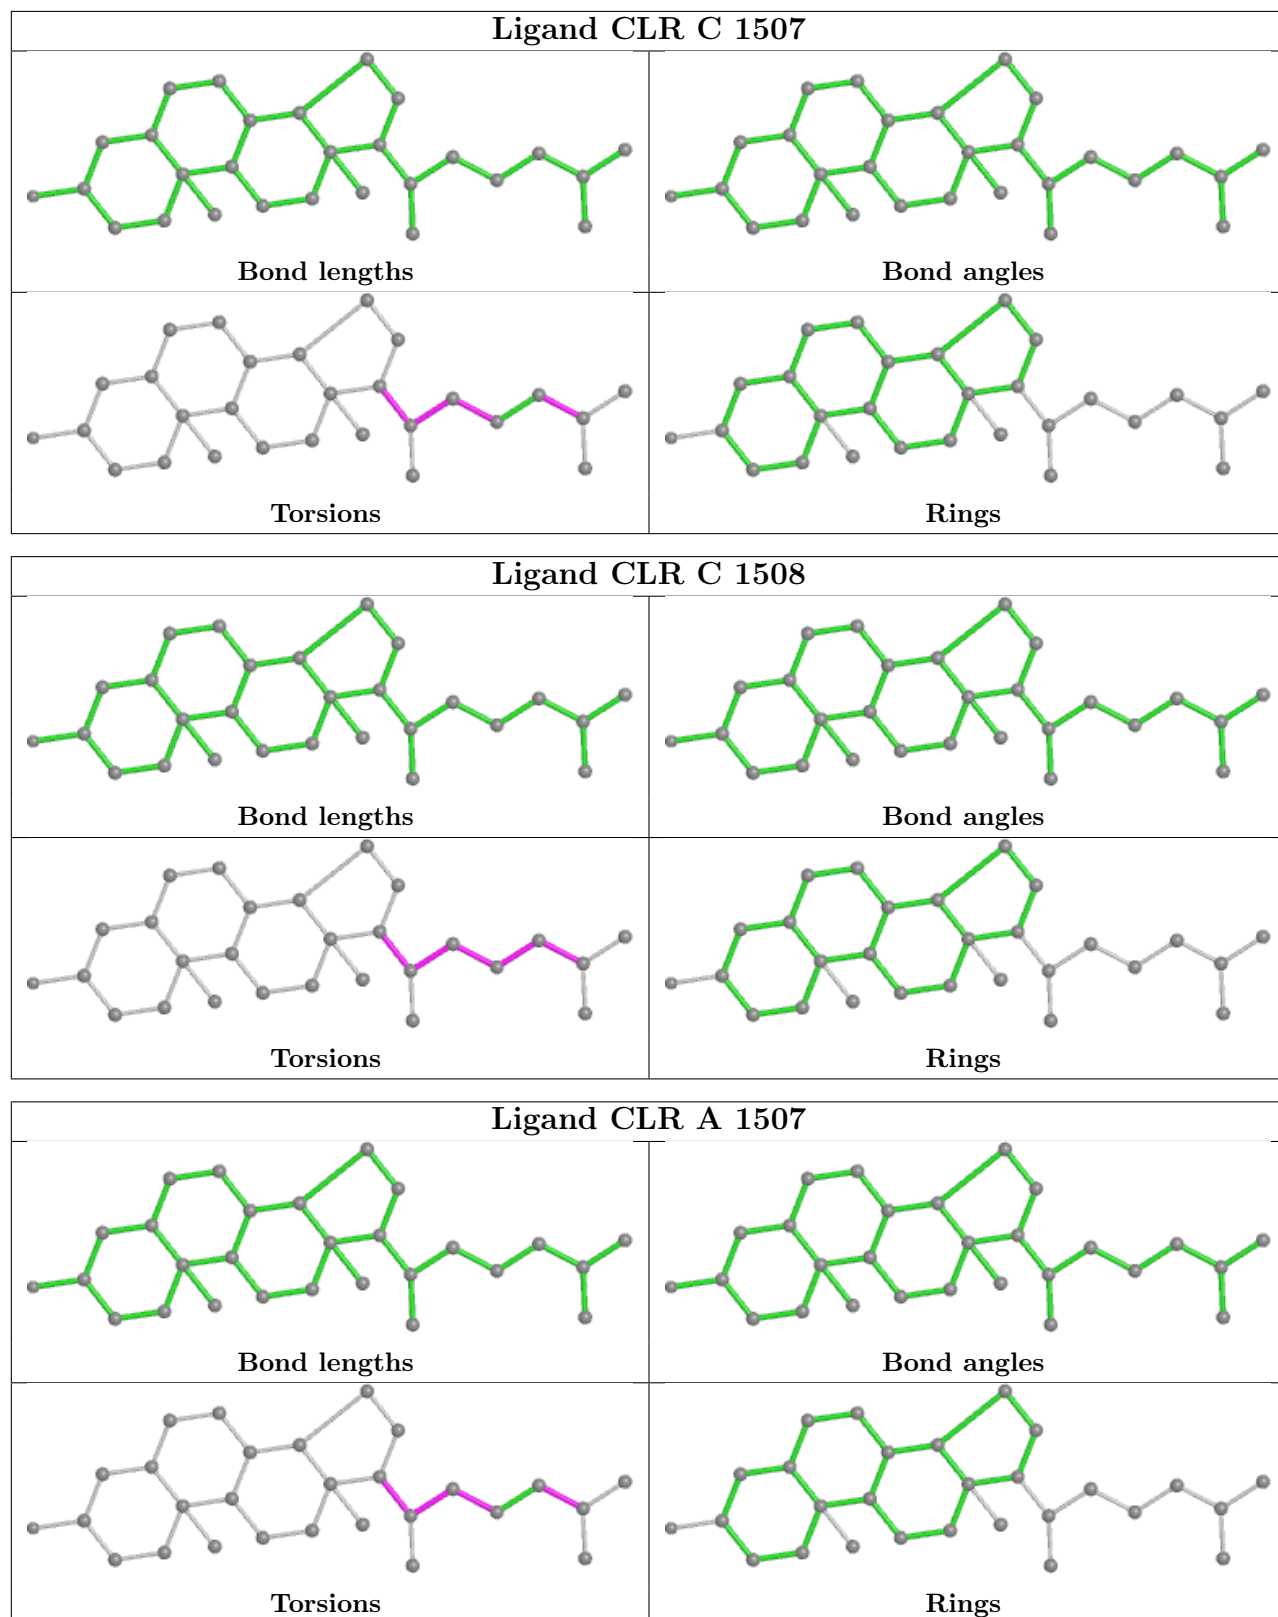 Ligand CLR C 1507
Bond lengths
Bond angles
Torsions
Rings
Ligand CLR C 1508
Bond lengths
Bond angles
Torsions
Rings
Ligand CLR A 1507
Bond lengths
Bond angles
Torsions
Rings